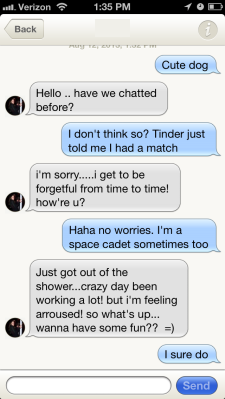 Verizon 1:35 PM
Back
Aug 12, 2013, 1:32 PM
Cute dog
Hello .. have we chatted
before?
I don't think so? Tinder just
told me I had a match
i'm sorry.....i get to be
forgetful from time to time!
how're u?
Haha no worries. I'm a
space cadet sometimes too
Just got out of the
shower...crazy day been
working a lot! but i'm feeling
arroused! so what's up...
wanna have some fun?? =)
I sure do
Send